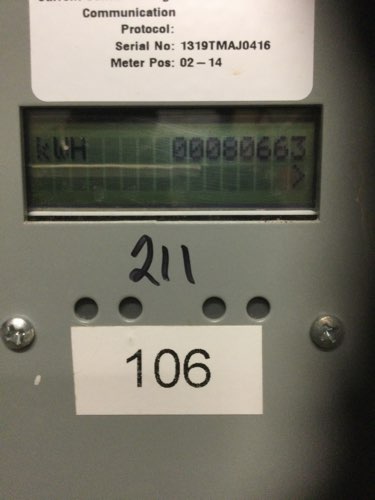 Communication
Protocol:
Serial No: 1319TMAJ0416
Meter Pos: 02-14
kWH 00080663
>
211
106